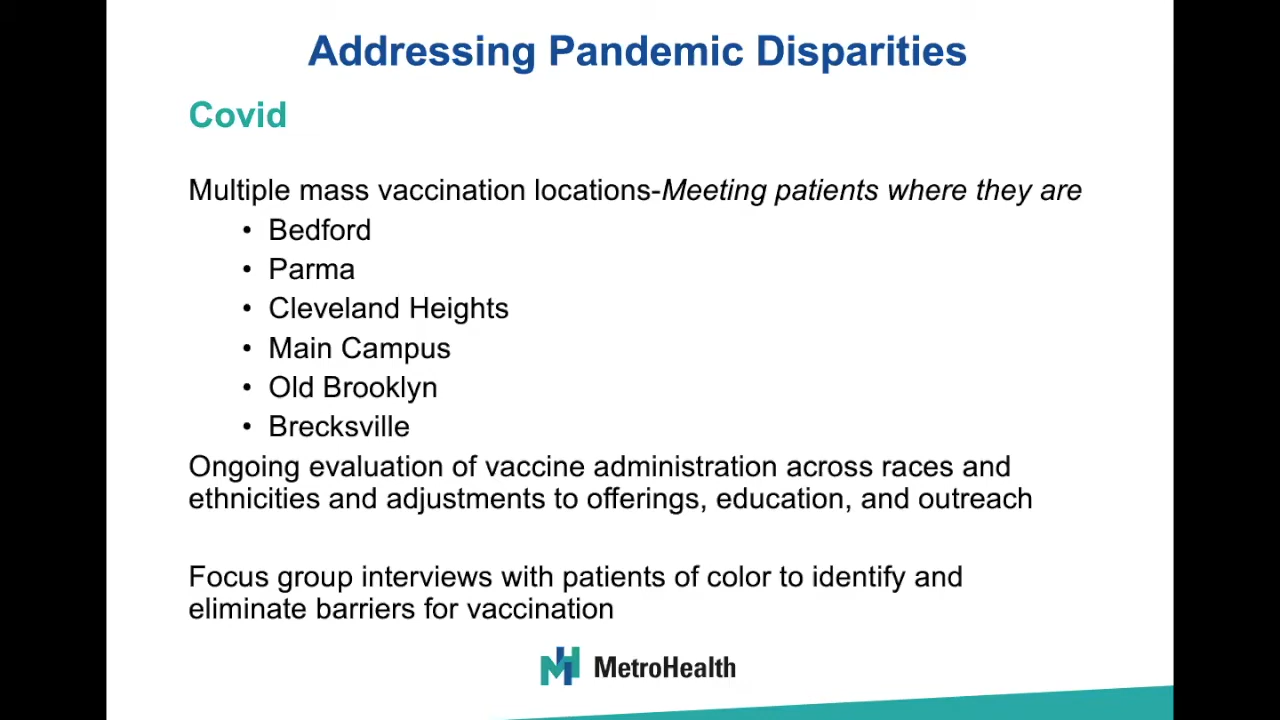 Addressing Pandemic Disparities
Covid
Multiple mass vaccination locations-Meeting patients where they are
• Bedford
• Parma
• Cleveland Heights
• Main Campus
• Old Brooklyn
• Brecksville
Ongoing evaluation of vaccine administration across races and
ethnicities and adjustments to offerings, education, and outreach
Focus group interviews with patients of color to identify and
eliminate barriers for vaccination
MetroHealth